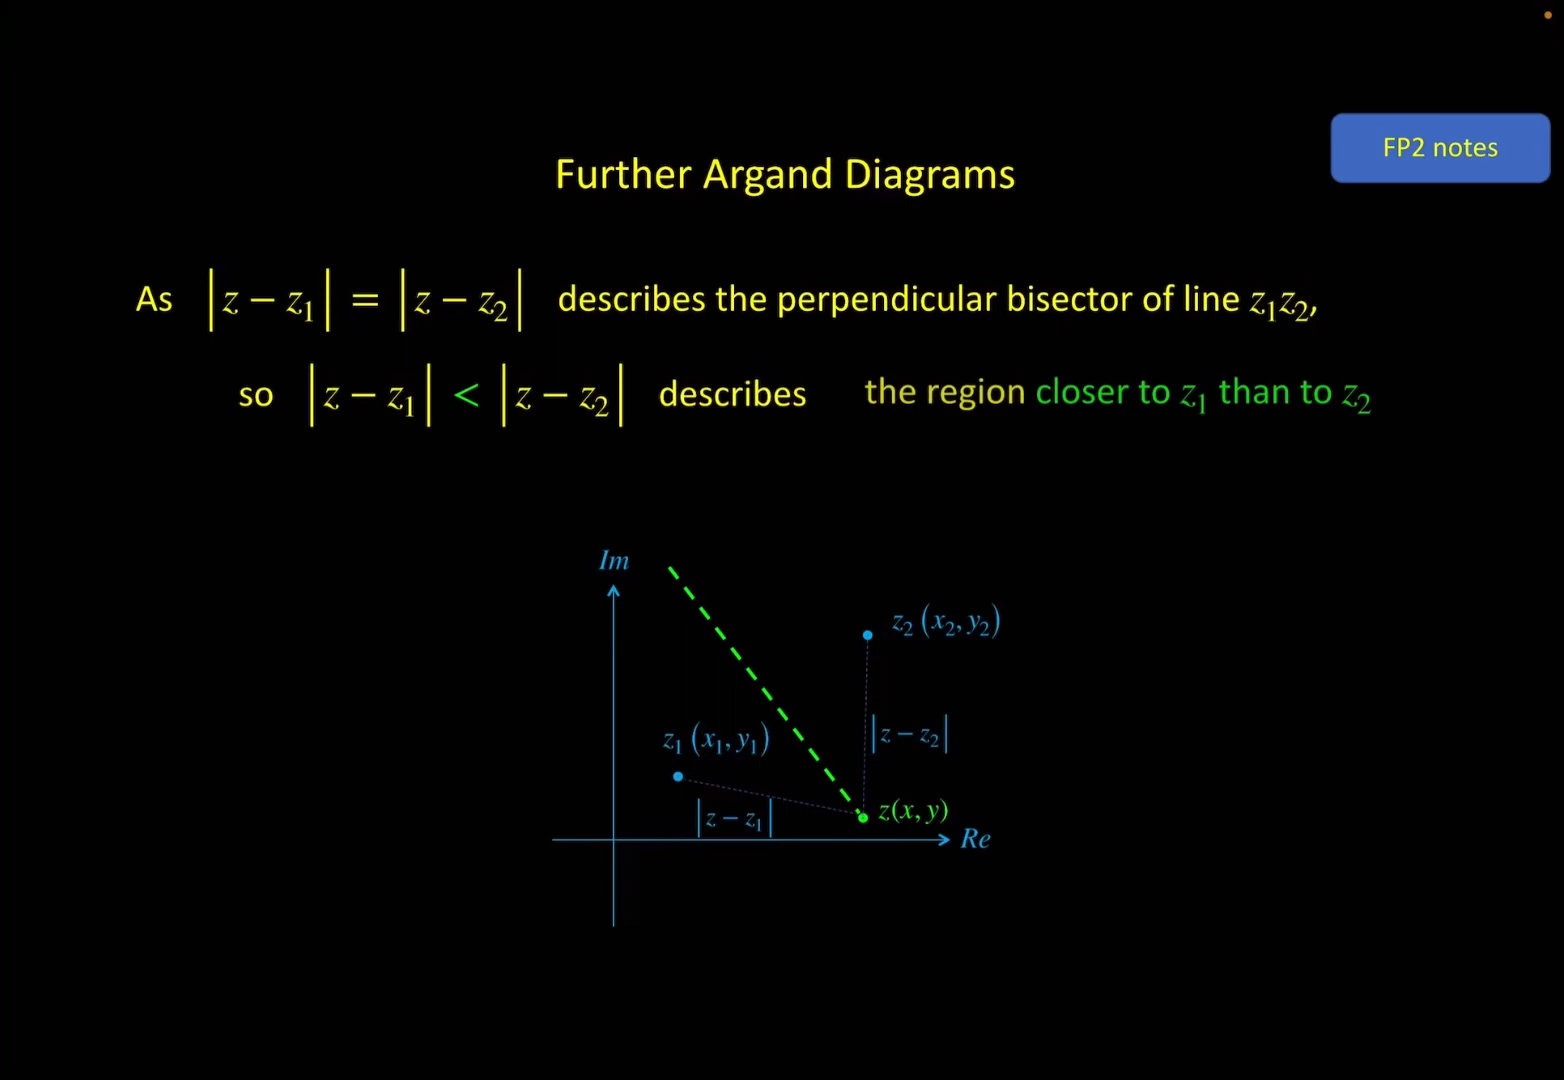 FP2 notes
Further Argand Diagrams
As |z − z₁| = |z − z₂| describes the perpendicular bisector of line z₁z₂,
so |z − z₁| < |z − z₂| describes the region closer to z₁ than to z₂
Im
z₂ (x₂, y₂)
z₁ (x₁, y₁)
|z − z₂|
z(x, y)
|z − z₁|
Re